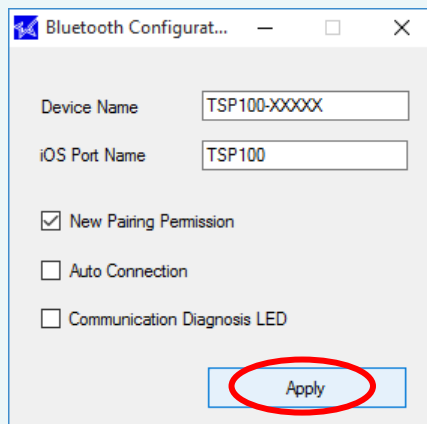 Bluetooth Configurat...
Device Name TSP100-XXXXX
iOS Port Name TSP100
New Pairing Permission
Auto Connection
Communication Diagnosis LED
Apply